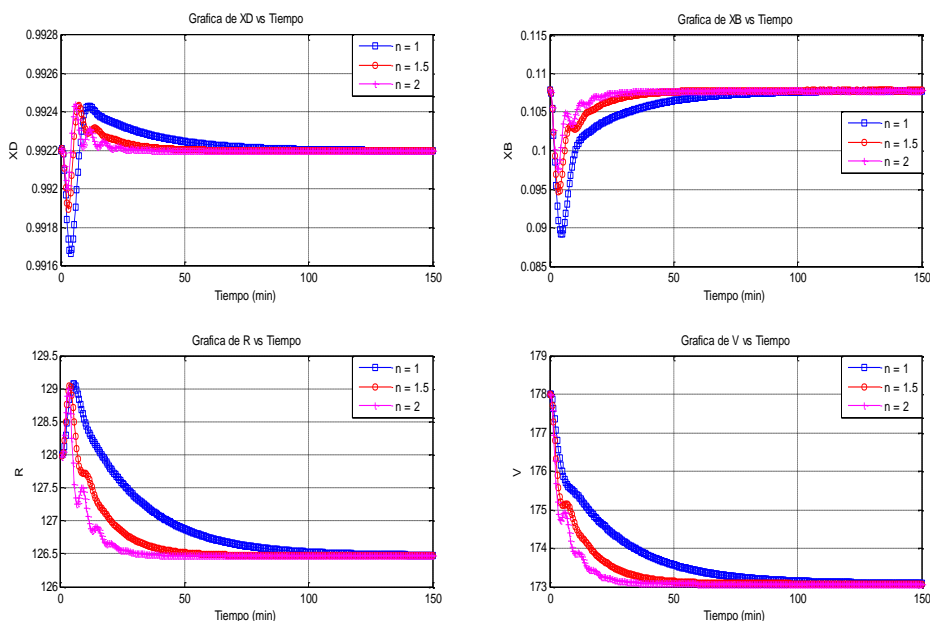 Grafica de XD vs Tiempo
0.9928
0.9926
0.9924
0.9922
0.992
0.9918
0.9916
XD
0
50
100
150
Tiempo (min)
n = 1
n = 1.5
n = 2
Grafica de XB vs Tiempo
0.115
0.11
0.105
0.1
0.095
0.09
0.085
XB
0
50
100
150
Tiempo (min)
n = 1
n = 1.5
n = 2
Grafica de R vs Tiempo
129.5
129
128.5
128
127.5
127
126.5
126
R
0
50
100
150
Tiempo (min)
n = 1
n = 1.5
n = 2
Grafica de V vs Tiempo
179
178
177
176
175
174
173
V
0
50
100
150
Tiempo (min)
n = 1
n = 1.5
n = 2